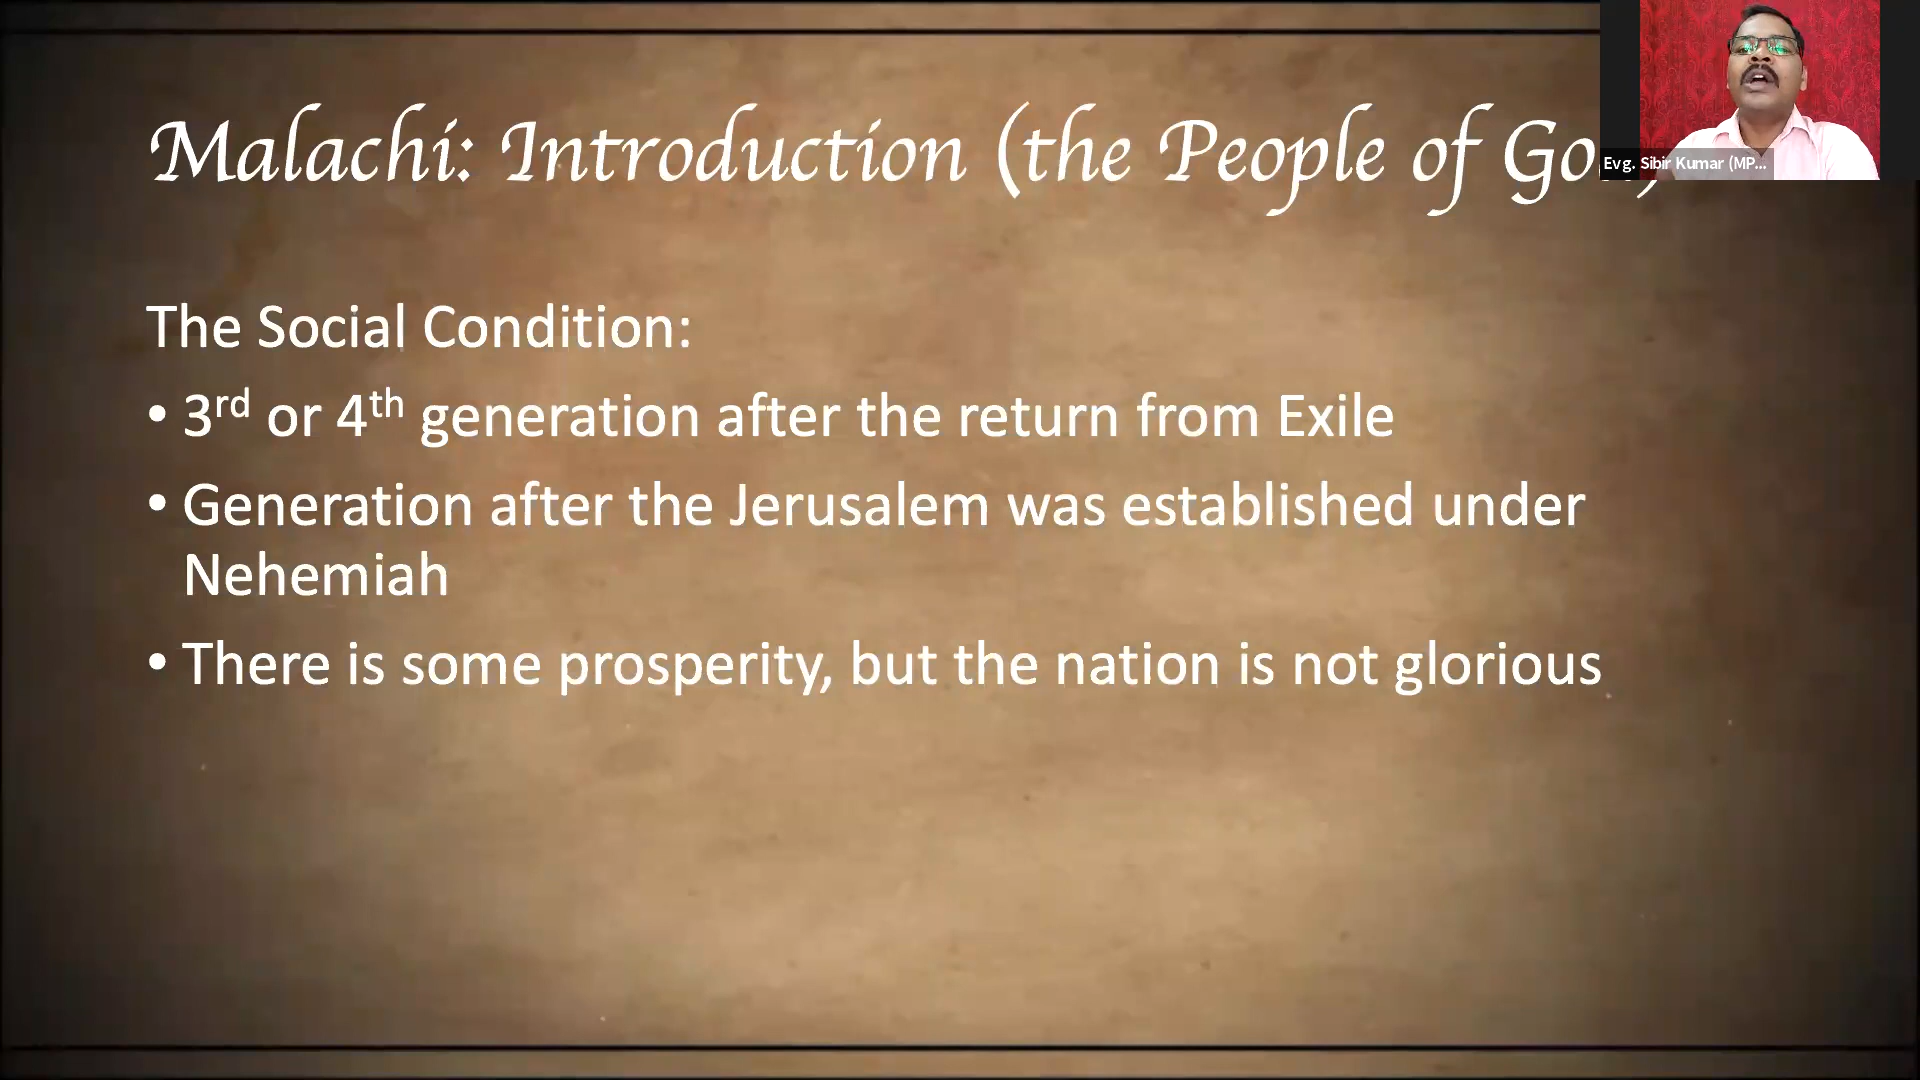 Malachi: Introduction (the People of
Evg. Sibir Kumar (MP...
The Social Condition:
• 3rd or 4th generation after the return from Exile
• Generation after the Jerusalem was established under
Nehemiah
• There is some prosperity, but the nation is not glorious